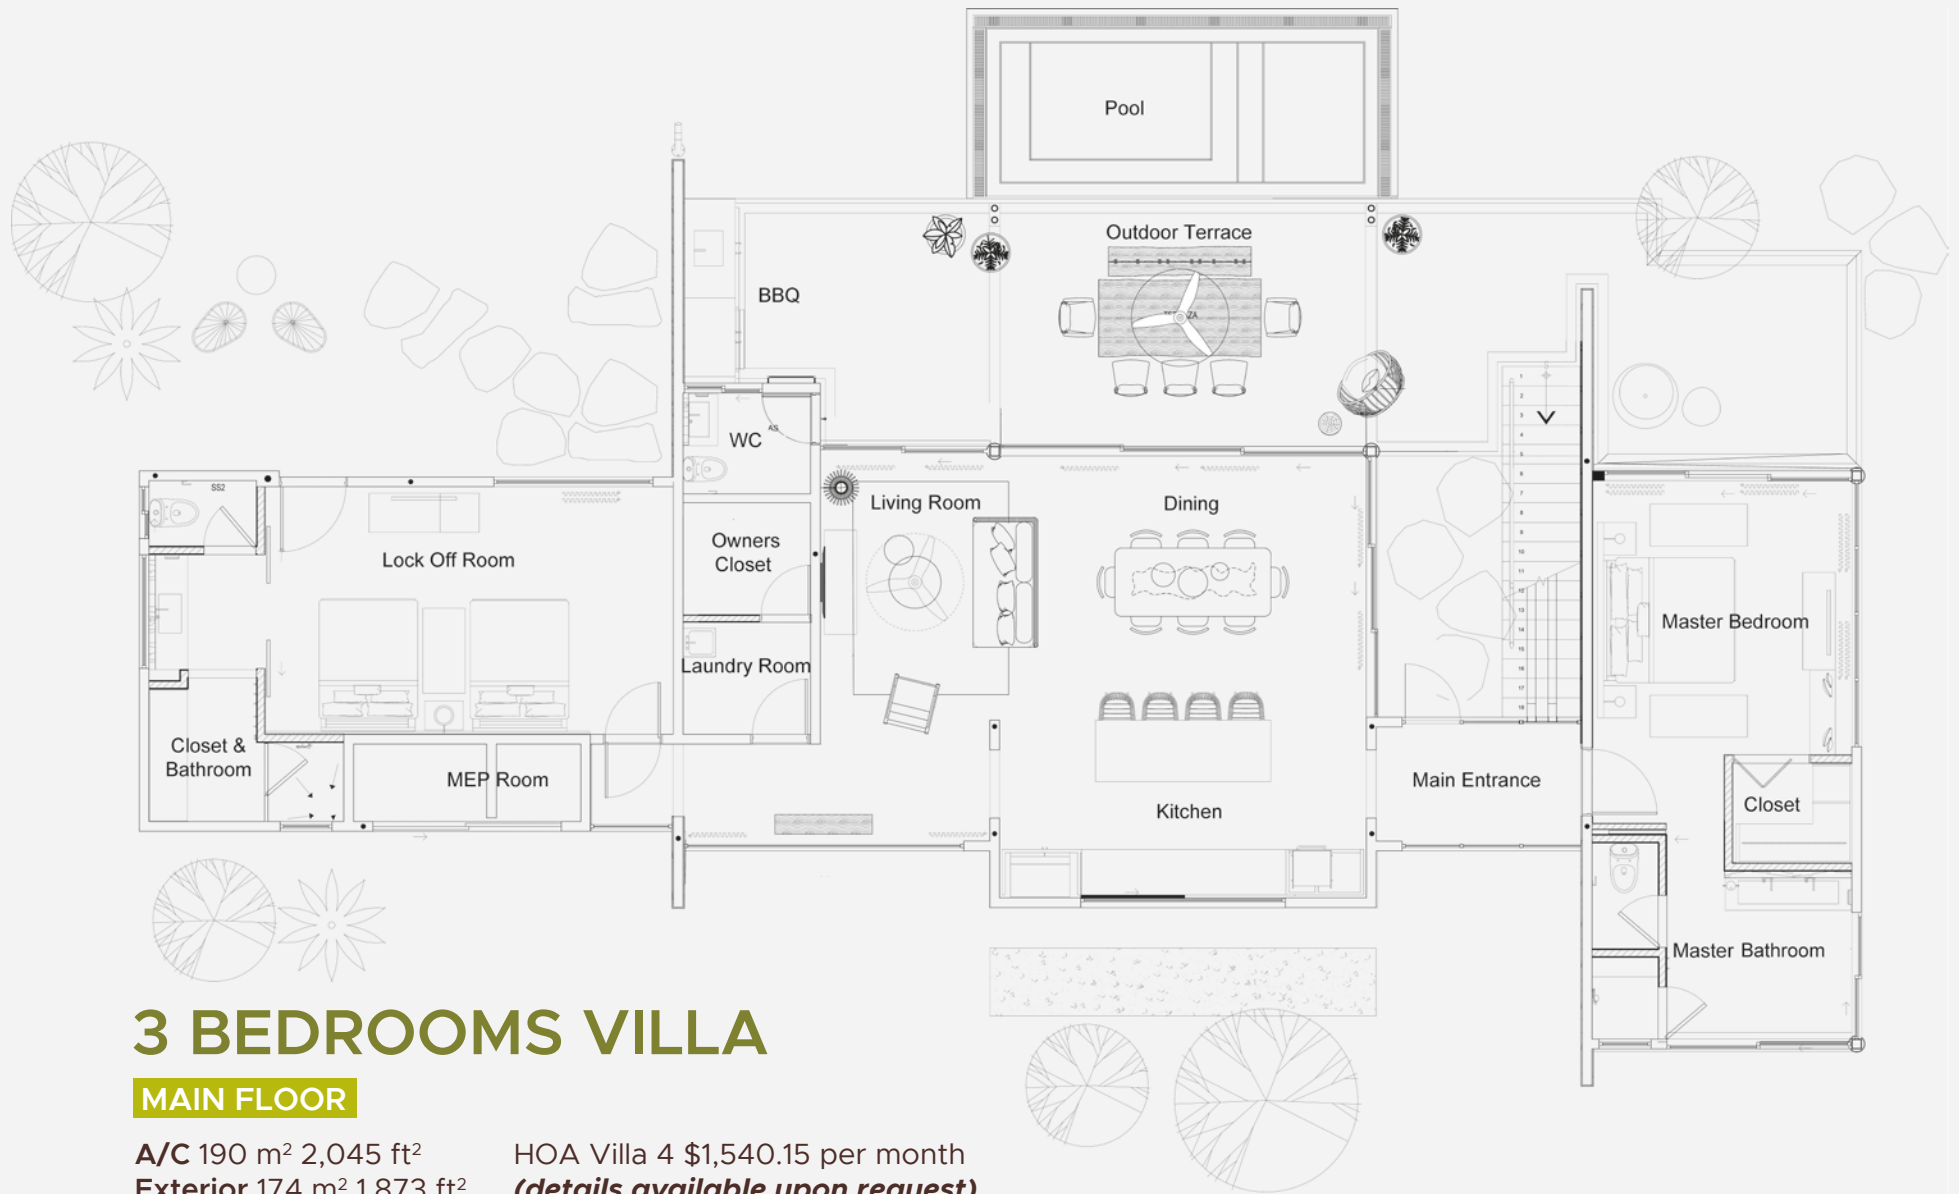 Pool
Outdoor Terrace
BBQ
WC
AS
SS2
Living Room
Dining
Owners
Closet
Lock Off Room
Laundry Room
Master Bedroom
Closet &
Bathroom
MEP Room
Kitchen
Main Entrance
Closet
Master Bathroom
3 BEDROOMS VILLA
MAIN FLOOR
A/C 190 m² 2,045 ft²
Exterior 174 m² 1,873 ft²
HOA Villa 4 $1,540.15 per month
(details available upon request)